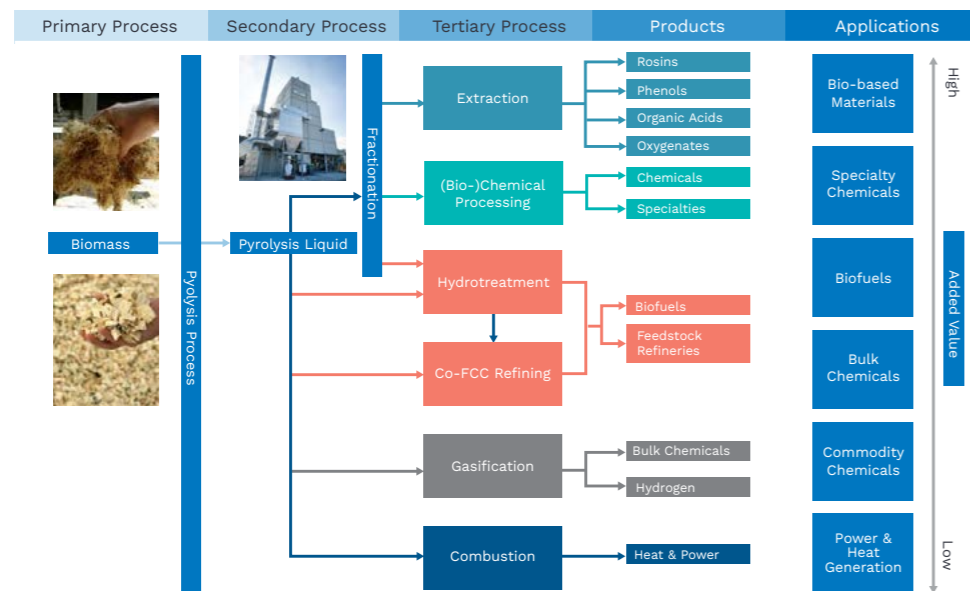 Primary Process
Secondary Process
Tertiary Process
Products
Applications
Biomass
Pyolysis Process
Pyrolysis Liquid
Fractionation
Extraction
(Bio-)Chemical
Processing
Hydrotreatment
Co-FCC Refining
Gasification
Combustion
Rosins
Phenols
Organic Acids
Oxygenates
Chemicals
Specialties
Biofuels
Feedstock
Refineries
Bulk Chemicals
Hydrogen
Heat & Power
Bio-based
Materials
Specialty
Chemicals
Biofuels
Bulk
Chemicals
Commodity
Chemicals
Power &
Heat
Generation
High
Added Value
Low